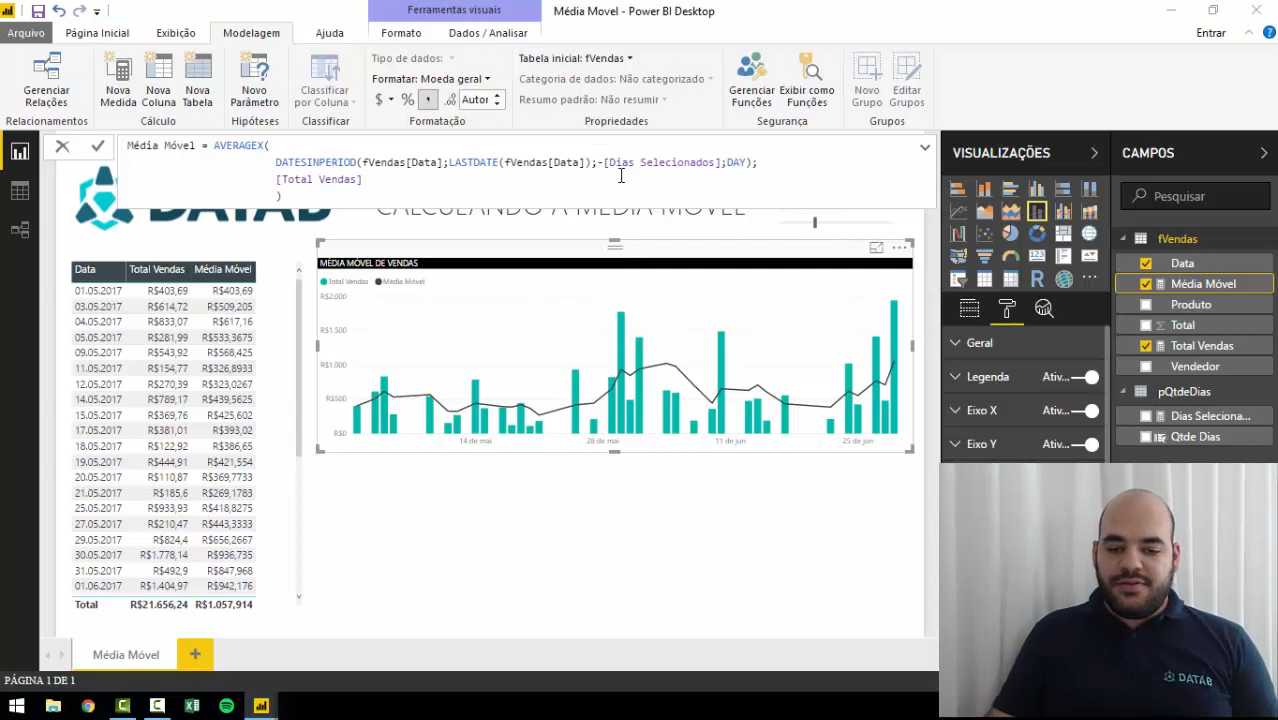 Ferramentas visuais
Média Movel - Power BI Desktop
Arquivo
Página Inicial
Exibição
Modelagem
Ajuda
Formato
Dados / Analisar
Entrar
Gerenciar Relações
Nova Medida
Nova Coluna
Nova Tabela
Novo Parâmetro
Classificar por Coluna
Tipo de dados:
Formatar: Moeda geral
$ % , Autor
Tabela inicial: fVendas
Categoria de dados: Não categorizado
Resumo padrão: Não resumir
Gerenciar Funções
Exibir como Funções
Novo Grupo
Editar Grupos
Relacionamentos
Cálculo
Hipóteses
Classificar
Formatação
Propriedades
Segurança
Grupos
Média Móvel = AVERAGEX(
DATESINPERIOD(fVendas[Data];LASTDATE(fVendas[Data]);-[Dias Selecionados];DAY);
[Total Vendas]
)
DATAB
CALCULANDO A MÉDIA MÓVEL
Data Total Vendas Média Móvel
01.05.2017 R$403,69 R$403,69
03.05.2017 R$614,72 R$509,205
04.05.2017 R$833,07 R$617,16
05.05.2017 R$281,99 R$533,3675
09.05.2017 R$543,92 R$568,425
11.05.2017 R$154,77 R$326,8933
12.05.2017 R$270,39 R$323,0267
14.05.2017 R$789,17 R$439,5625
15.05.2017 R$369,76 R$425,602
17.05.2017 R$381,01 R$393,02
18.05.2017 R$122,92 R$386,65
19.05.2017 R$444,91 R$421,554
20.05.2017 R$110,87 R$369,7733
21.05.2017 R$185,6 R$269,1783
25.05.2017 R$933,93 R$418,8275
27.05.2017 R$210,47 R$443,3333
29.05.2017 R$824,4 R$656,2667
30.05.2017 R$1.778,14 R$936,735
31.05.2017 R$492,9 R$847,968
01.06.2017 R$1.404,97 R$942,176
Total R$21.656,24 R$1.057,914
MÉDIA MÓVEL DE VENDAS
Total Vendas Média Móvel
R$2.000
R$1.500
R$1.000
R$500
R$0
14 de mai
28 de mai
11 de jun
25 de jun
VISUALIZAÇÕES
R
Geral
Legenda Ativ...
Eixo X Ativ...
Eixo Y Ativ...
CAMPOS
Pesquisar
fVendas
Data
Média Móvel
Produto
Total
Total Vendas
Vendedor
pQtdeDias
Dias Seleciona...
Qtde Dias
DATAB
Média Móvel
PÁGINA 1 DE 1